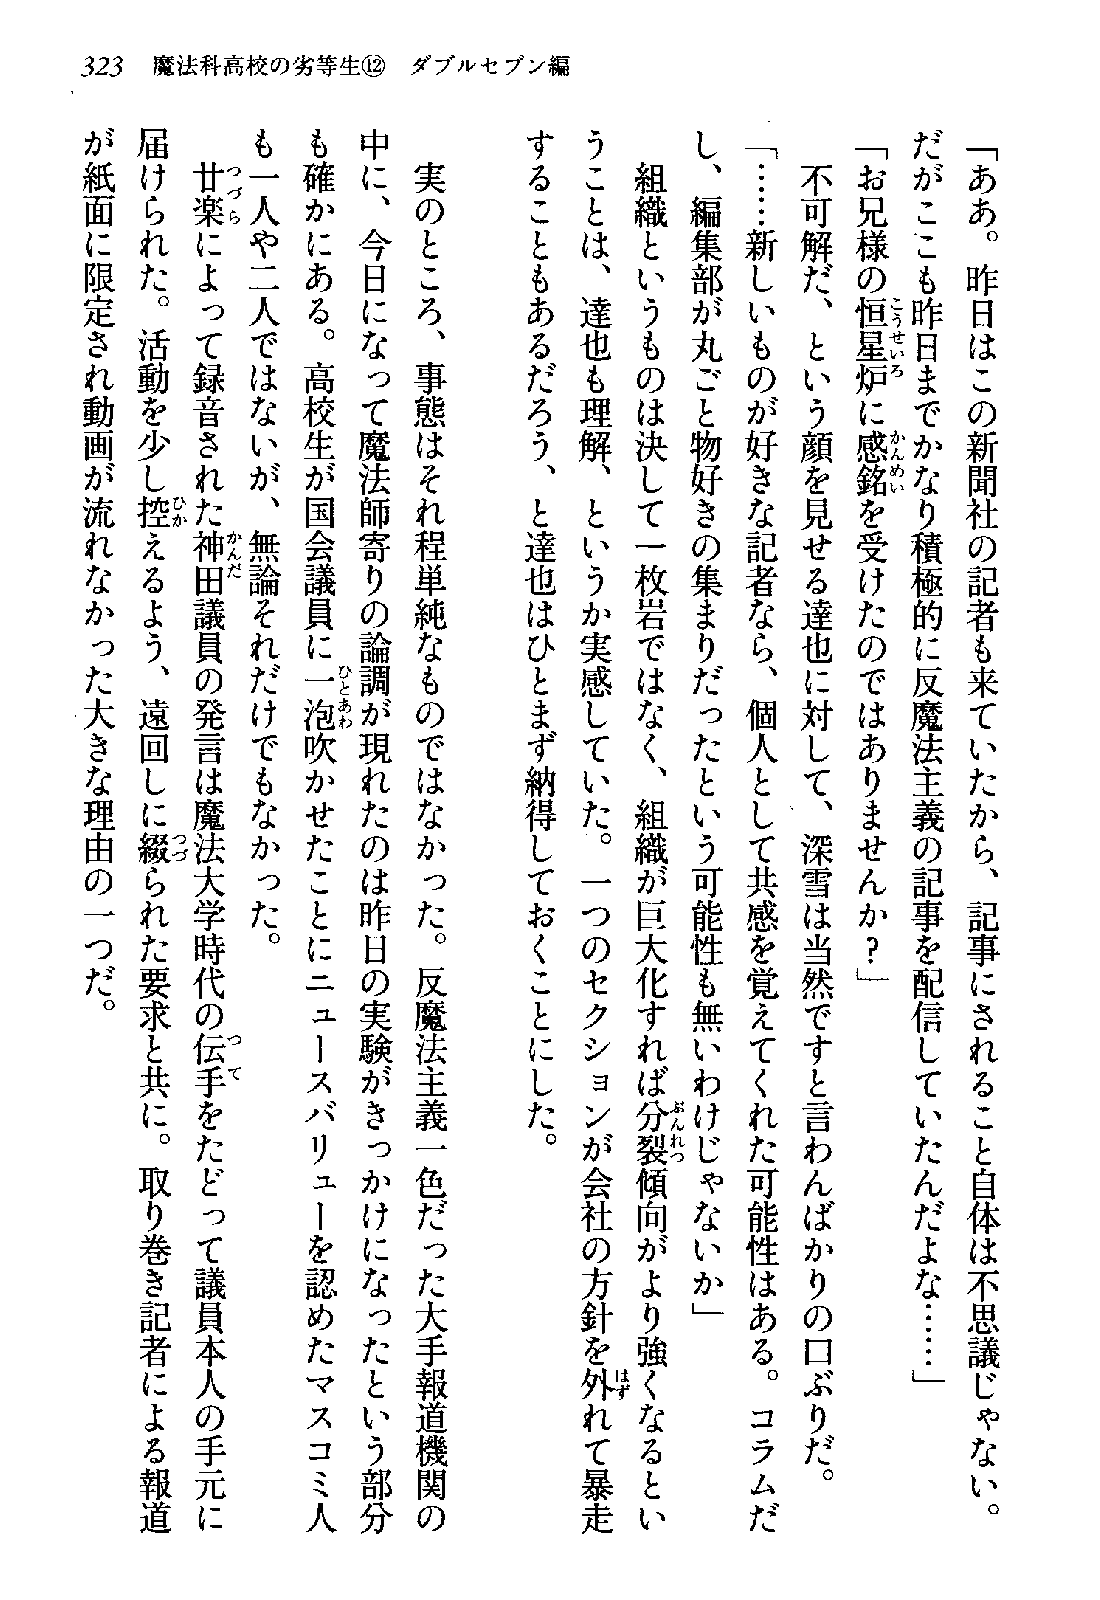 323　魔法科高校の劣等生⑫　ダブルセブン編
「ああ。昨日はこの新聞社の記者も来ていたから、記事にされること自体は不思議じゃない。
だがここも昨日までかなり積極的に反魔法主義の記事を配信していたんだよな……」
「お兄様の恒星炉に感銘を受けたのではありませんか？」
　不可解だ、という顔を見せる達也に対して、深雪は当然ですと言わんばかりの口ぶりだ。
「……新しいものが好きな記者なら、個人として共感を覚えてくれた可能性はある。コラムだ
し、編集部が丸ごと物好きの集まりだったという可能性も無いわけじゃないか」
　組織というものは決して一枚岩ではなく、組織が巨大化すれば分裂傾向がより強くなるとい
うことは、達也も理解、というか実感していた。一つのセクションが会社の方針を外れて暴走
することもあるだろう、と達也はひとまず納得しておくことにした。
　実のところ、事態はそれ程単純なものではなかった。反魔法主義一色だった大手報道機関の
中に、今日になって魔法師寄りの論調が現れたのは昨日の実験がきっかけになったという部分
も確かにある。高校生が国会議員に一泡吹かせたことにニュースバリューを認めたマスコミ人
も一人や二人ではないが、無論それだけでもなかった。
　廿楽によって録音された神田議員の発言は魔法大学時代の伝手をたどって議員本人の手元に
届けられた。活動を少し控えるよう、遠回しに綴られた要求と共に。取り巻き記者による報道
が紙面に限定され動画が流れなかった大きな理由の一つだ。